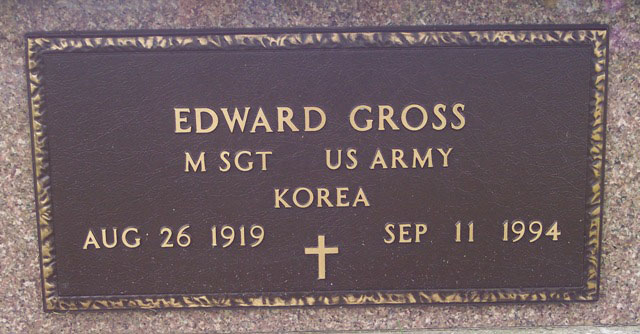 EDWARD GROSS
M SGT US ARMY
KOREA
AUG 26 1919 SEP 11 1994